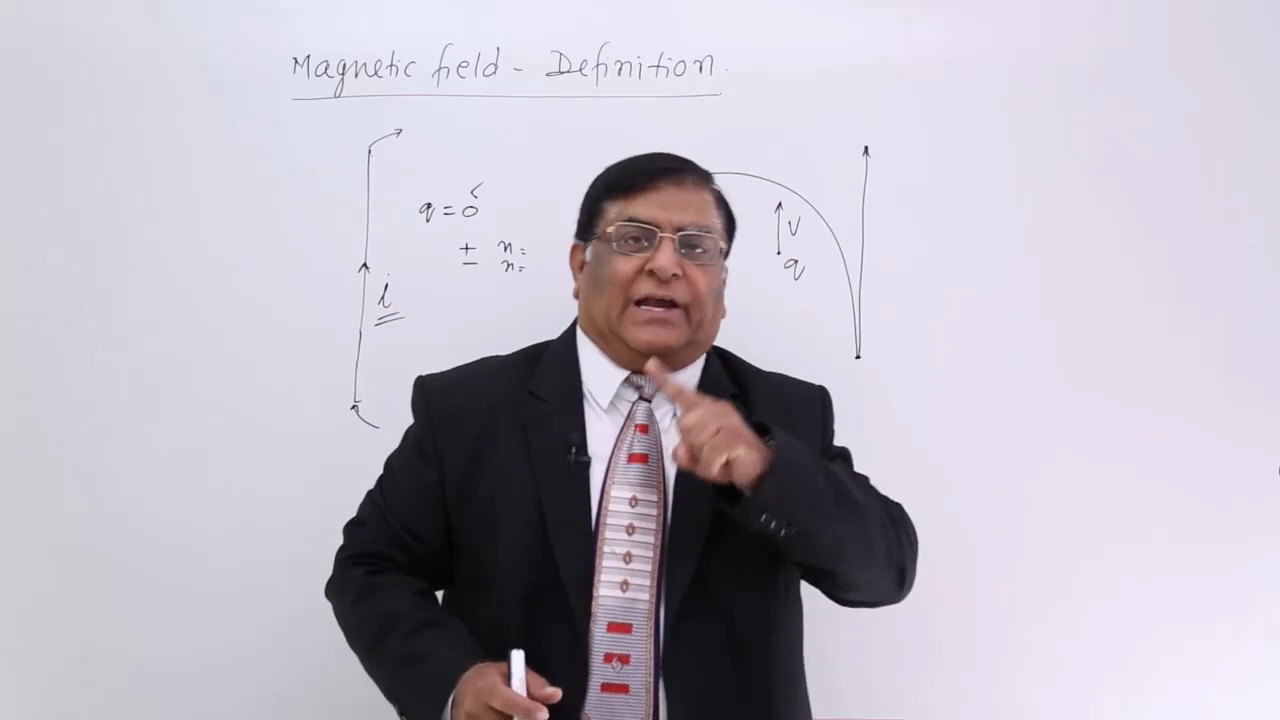 Magnetic field - Definition.
q = 0
+ n=
- n=
i
v
q